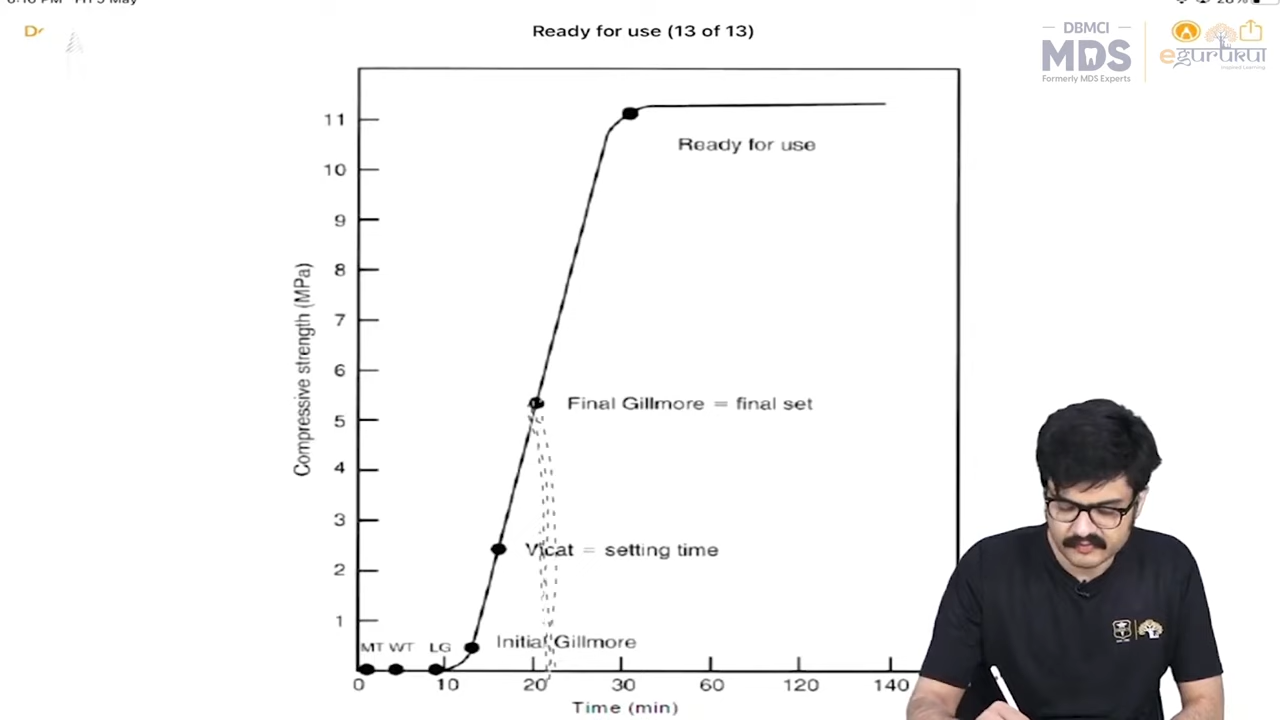 Ready for use (13 of 13)
DBMCI
MDS
Formerly MDS Experts
egurukul
Inspired Learning
11
10
9
8
7
6
5
4
3
2
1
Compressive strength (MPa)
Ready for use
Final Gillmore = final set
Vicat = setting time
Initial Gillmore
MT WT LG
0 10 20 30 60 120 140
Time (min)